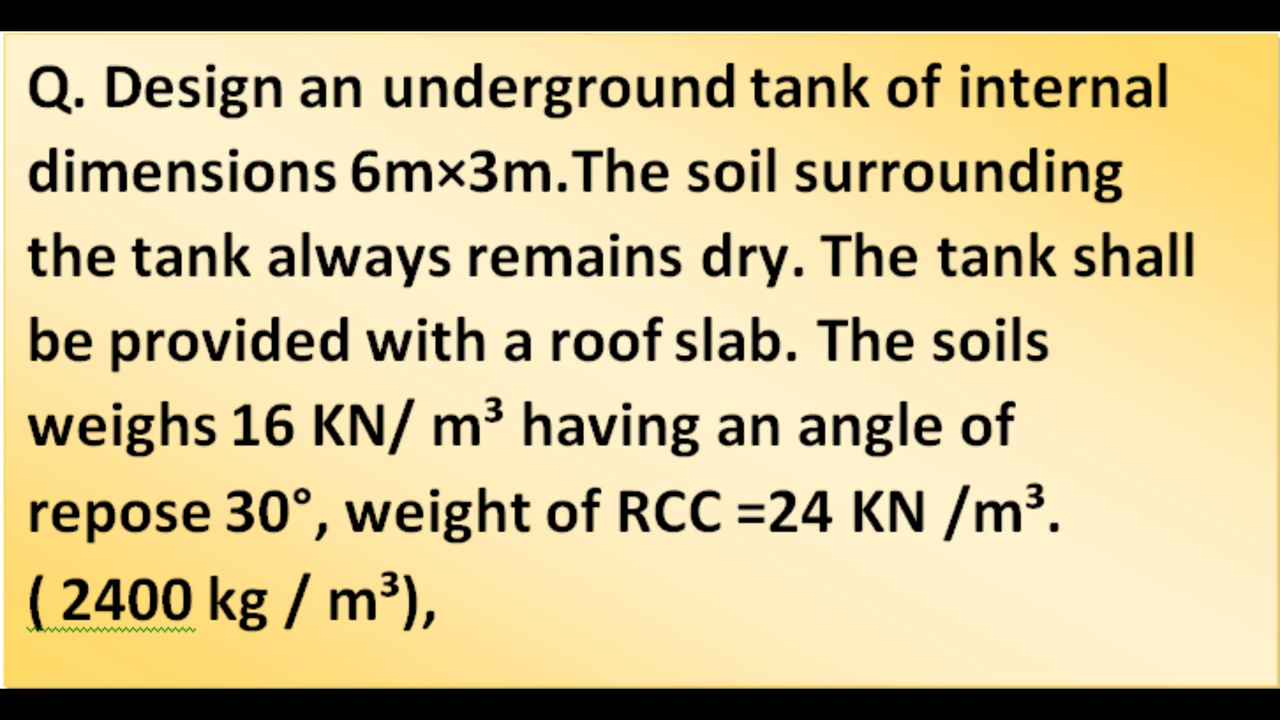 Q. Design an underground tank of internal
dimensions 6m×3m.The soil surrounding
the tank always remains dry. The tank shall
be provided with a roof slab. The soils
weighs 16 KN/ m³ having an angle of
repose 30°, weight of RCC =24 KN /m³.
( 2400 kg / m³),